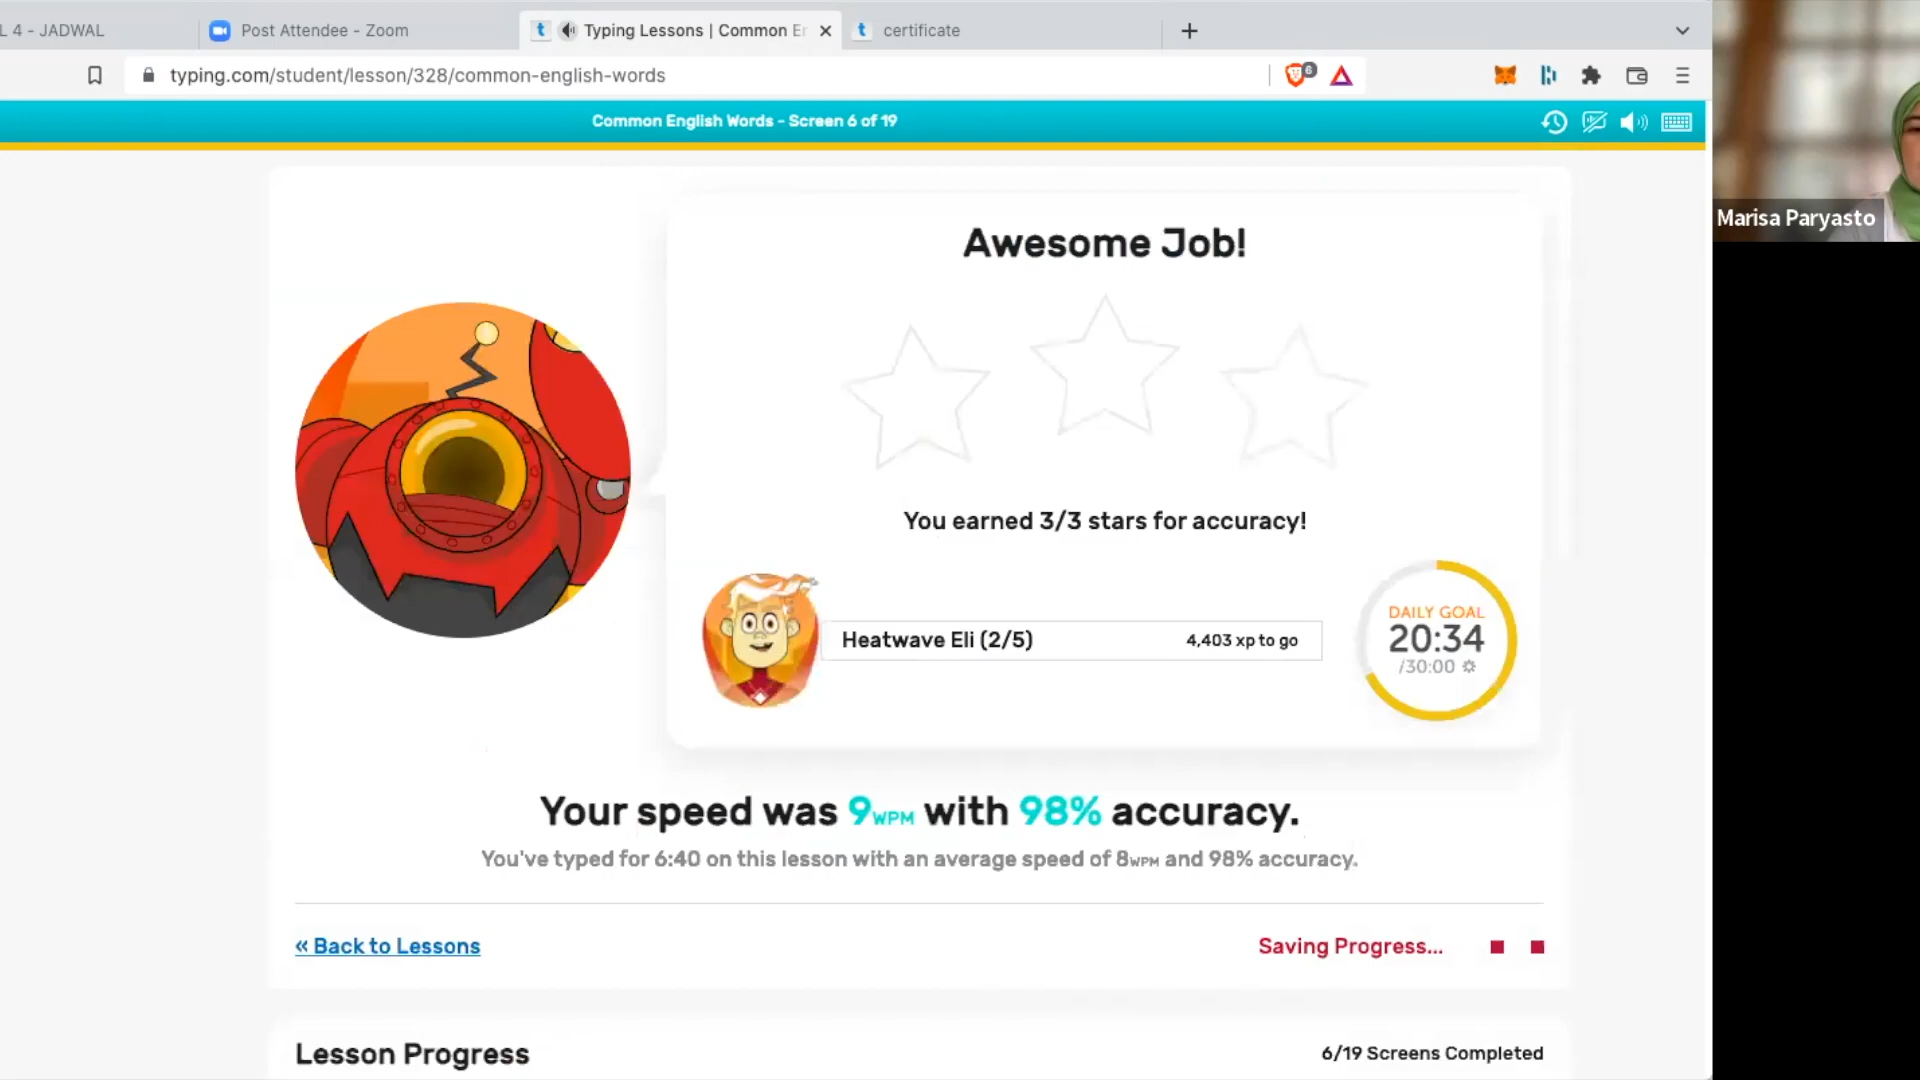 L 4 - JADWAL
Post Attendee - Zoom
t
Typing Lessons | Common En
t
certificate
typing.com/student/lesson/328/common-english-words
6
Common English Words - Screen 6 of 19
Marisa Paryasto
Awesome Job!
You earned 3/3 stars for accuracy!
Heatwave Eli (2/5)
4,403 xp to go
DAILY GOAL
20:34
/30:00
Your speed was 9WPM with 98% accuracy.
You've typed for 6:40 on this lesson with an average speed of 8WPM and 98% accuracy.
« Back to Lessons
Saving Progress...
Lesson Progress
6/19 Screens Completed